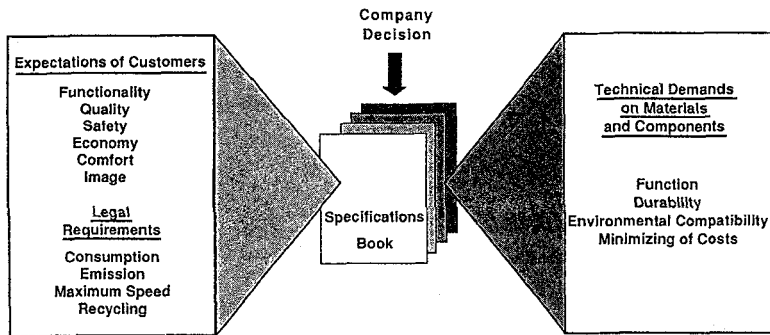 Company
Decision
Expectations of Customers
Functionality
Quality
Safety
Economy
Comfort
Image
Legal
Requirements
Consumption
Emission
Maximum Speed
Recycling
Specifications
Book
Technical Demands
on Materials
and Components
Function
Durability
Environmental Compatibility
Minimizing of Costs